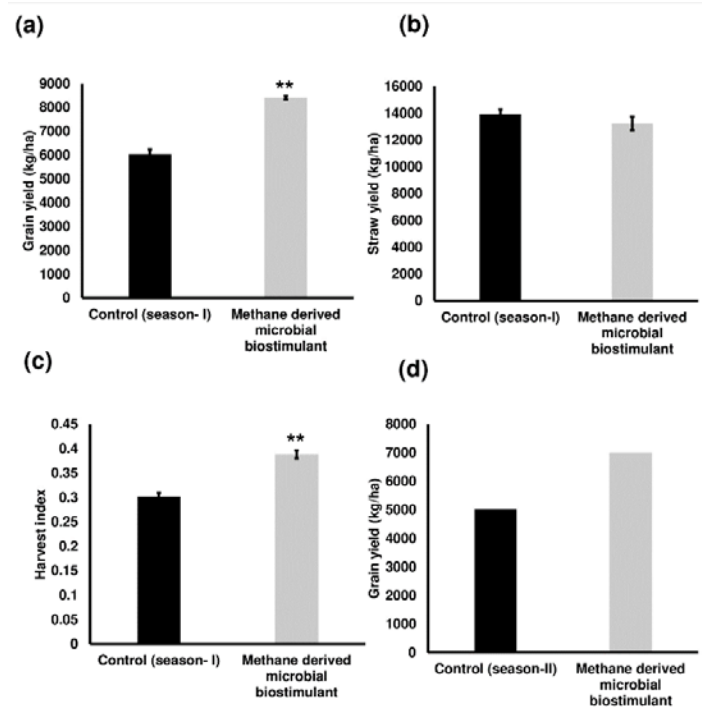 (a)
Grain yield (kg/ha)
9000
8000
7000
6000
5000
4000
3000
2000
1000
0
**
Control (season- I)
Methane derived
microbial
biostimulant
(b)
Straw yield (kg/ha)
16000
14000
12000
10000
8000
6000
4000
2000
0
Control (season-I)
Methane derived
microbial
biostimulant
(c)
Harvest index
0.45
0.4
0.35
0.3
0.25
0.2
0.15
0.1
0.05
0
**
Control (season- I)
Methane derived
microbial
biostimulant
(d)
Grain yield (kg/ha)
8000
7000
6000
5000
4000
3000
2000
1000
0
Control (season-II)
Methane derived
microbial
biostimulant